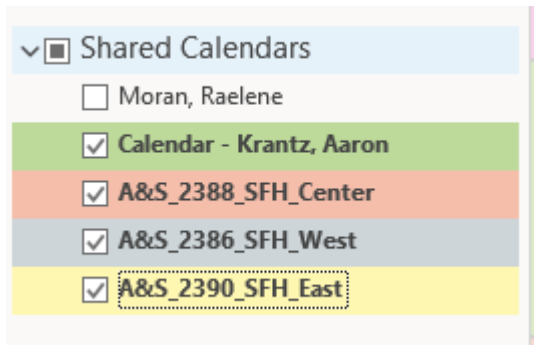 Shared Calendars
Moran, Raelene
Calendar - Krantz, Aaron
A&S_2388_SFH_Center
A&S_2386_SFH_West
A&S_2390_SFH_East